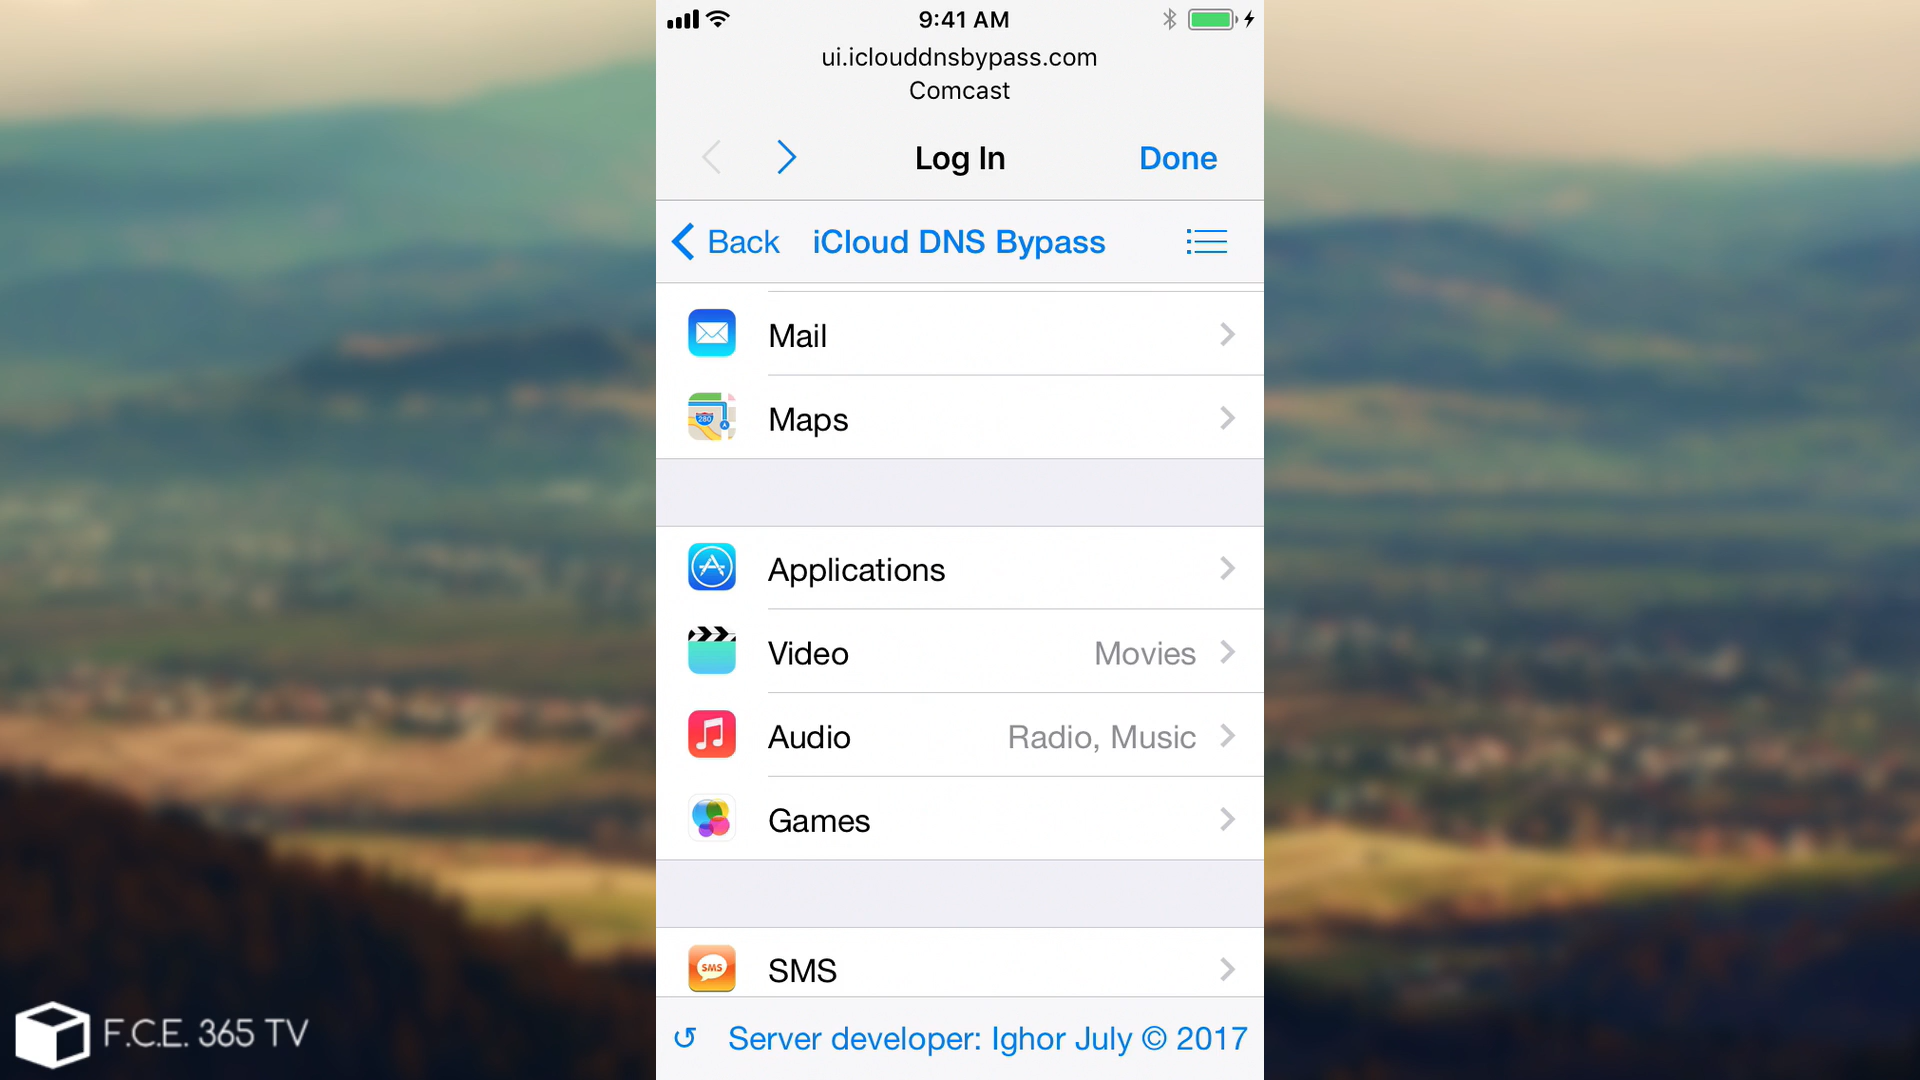 9:41 AM
ui.iclouddnsbypass.com
Comcast
Log In
Done
Back
iCloud DNS Bypass
Mail
280
Maps
Applications
Video
Movies
Audio
Radio, Music
Games
SMS
SMS
↺ Server developer: Ighor July © 2017
F.C.E. 365 TV